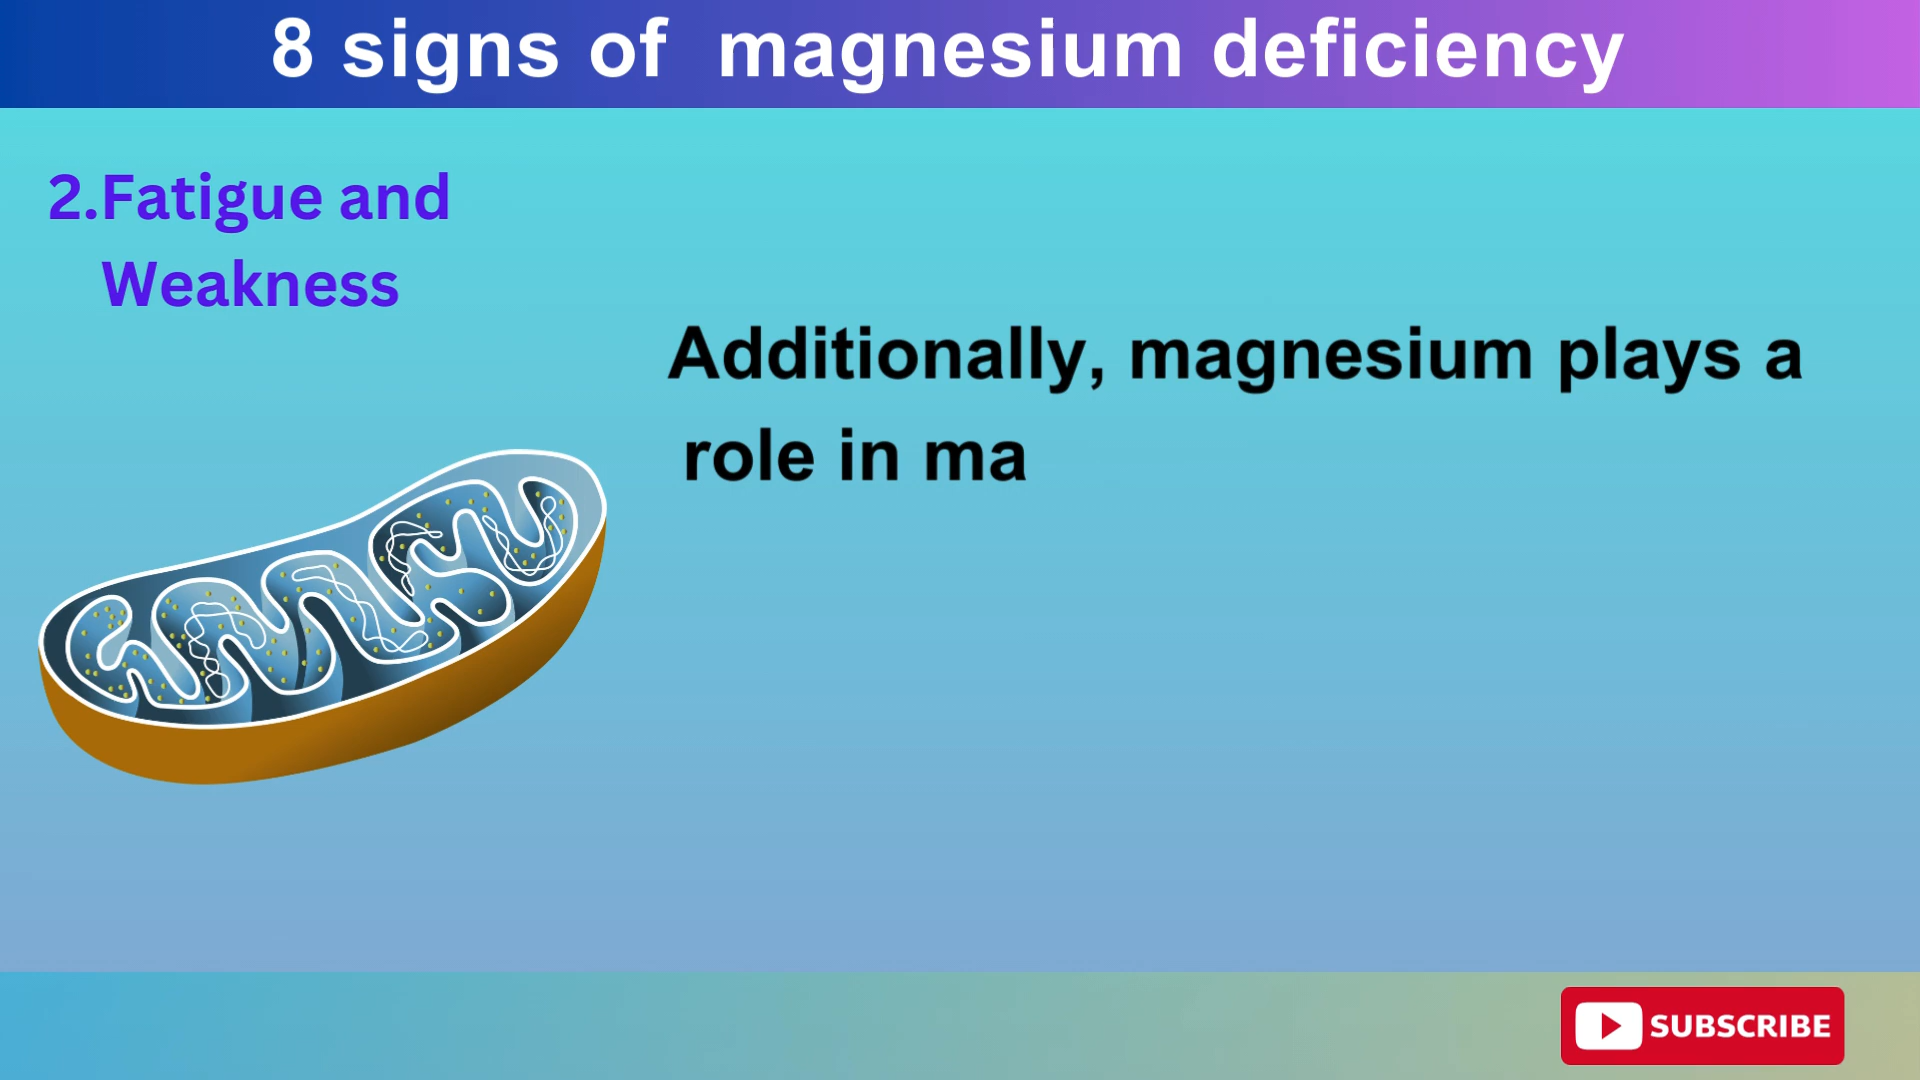 8 signs of  magnesium deficiency
2.Fatigue and
Weakness
Additionally, magnesium plays a
role in ma
SUBSCRIBE